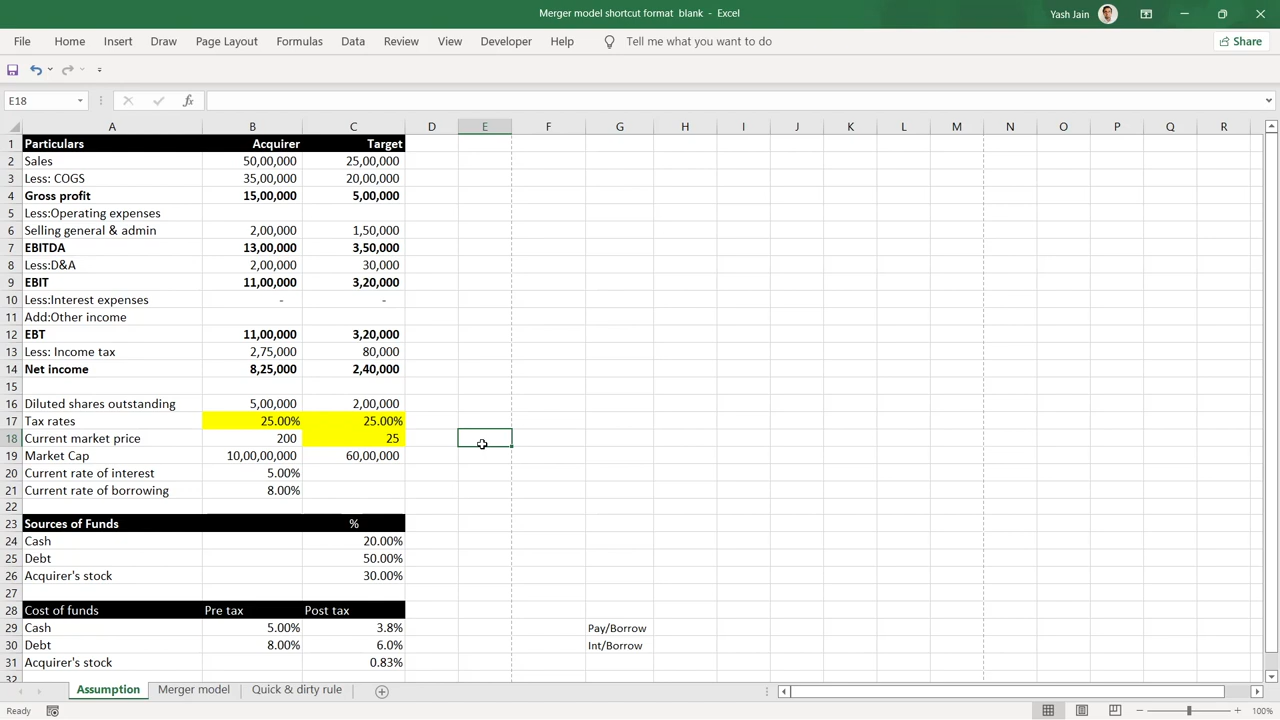 Merger model shortcut format blank - Excel
Yash Jain
File Home Insert Draw Page Layout Formulas Data Review View Developer Help Tell me what you want to do Share
E18 fx
A B C D E F G H I J K L M N O P Q R
1 Particulars Acquirer Target
2 Sales 50,00,000 25,00,000
3 Less: COGS 35,00,000 20,00,000
4 Gross profit 15,00,000 5,00,000
5 Less:Operating expenses
6 Selling general & admin 2,00,000 1,50,000
7 EBITDA 13,00,000 3,50,000
8 Less:D&A 2,00,000 30,000
9 EBIT 11,00,000 3,20,000
10 Less:Interest expenses - -
11 Add:Other income
12 EBT 11,00,000 3,20,000
13 Less: Income tax 2,75,000 80,000
14 Net income 8,25,000 2,40,000
15
16 Diluted shares outstanding 5,00,000 2,00,000
17 Tax rates 25.00% 25.00%
18 Current market price 200 25
19 Market Cap 10,00,00,000 60,00,000
20 Current rate of interest 5.00%
21 Current rate of borrowing 8.00%
22
23 Sources of Funds %
24 Cash 20.00%
25 Debt 50.00%
26 Acquirer's stock 30.00%
27
28 Cost of funds Pre tax Post tax
29 Cash 5.00% 3.8% Pay/Borrow
30 Debt 8.00% 6.0% Int/Borrow
31 Acquirer's stock 0.83%
32
Assumption Merger model Quick & dirty rule
Ready 100%